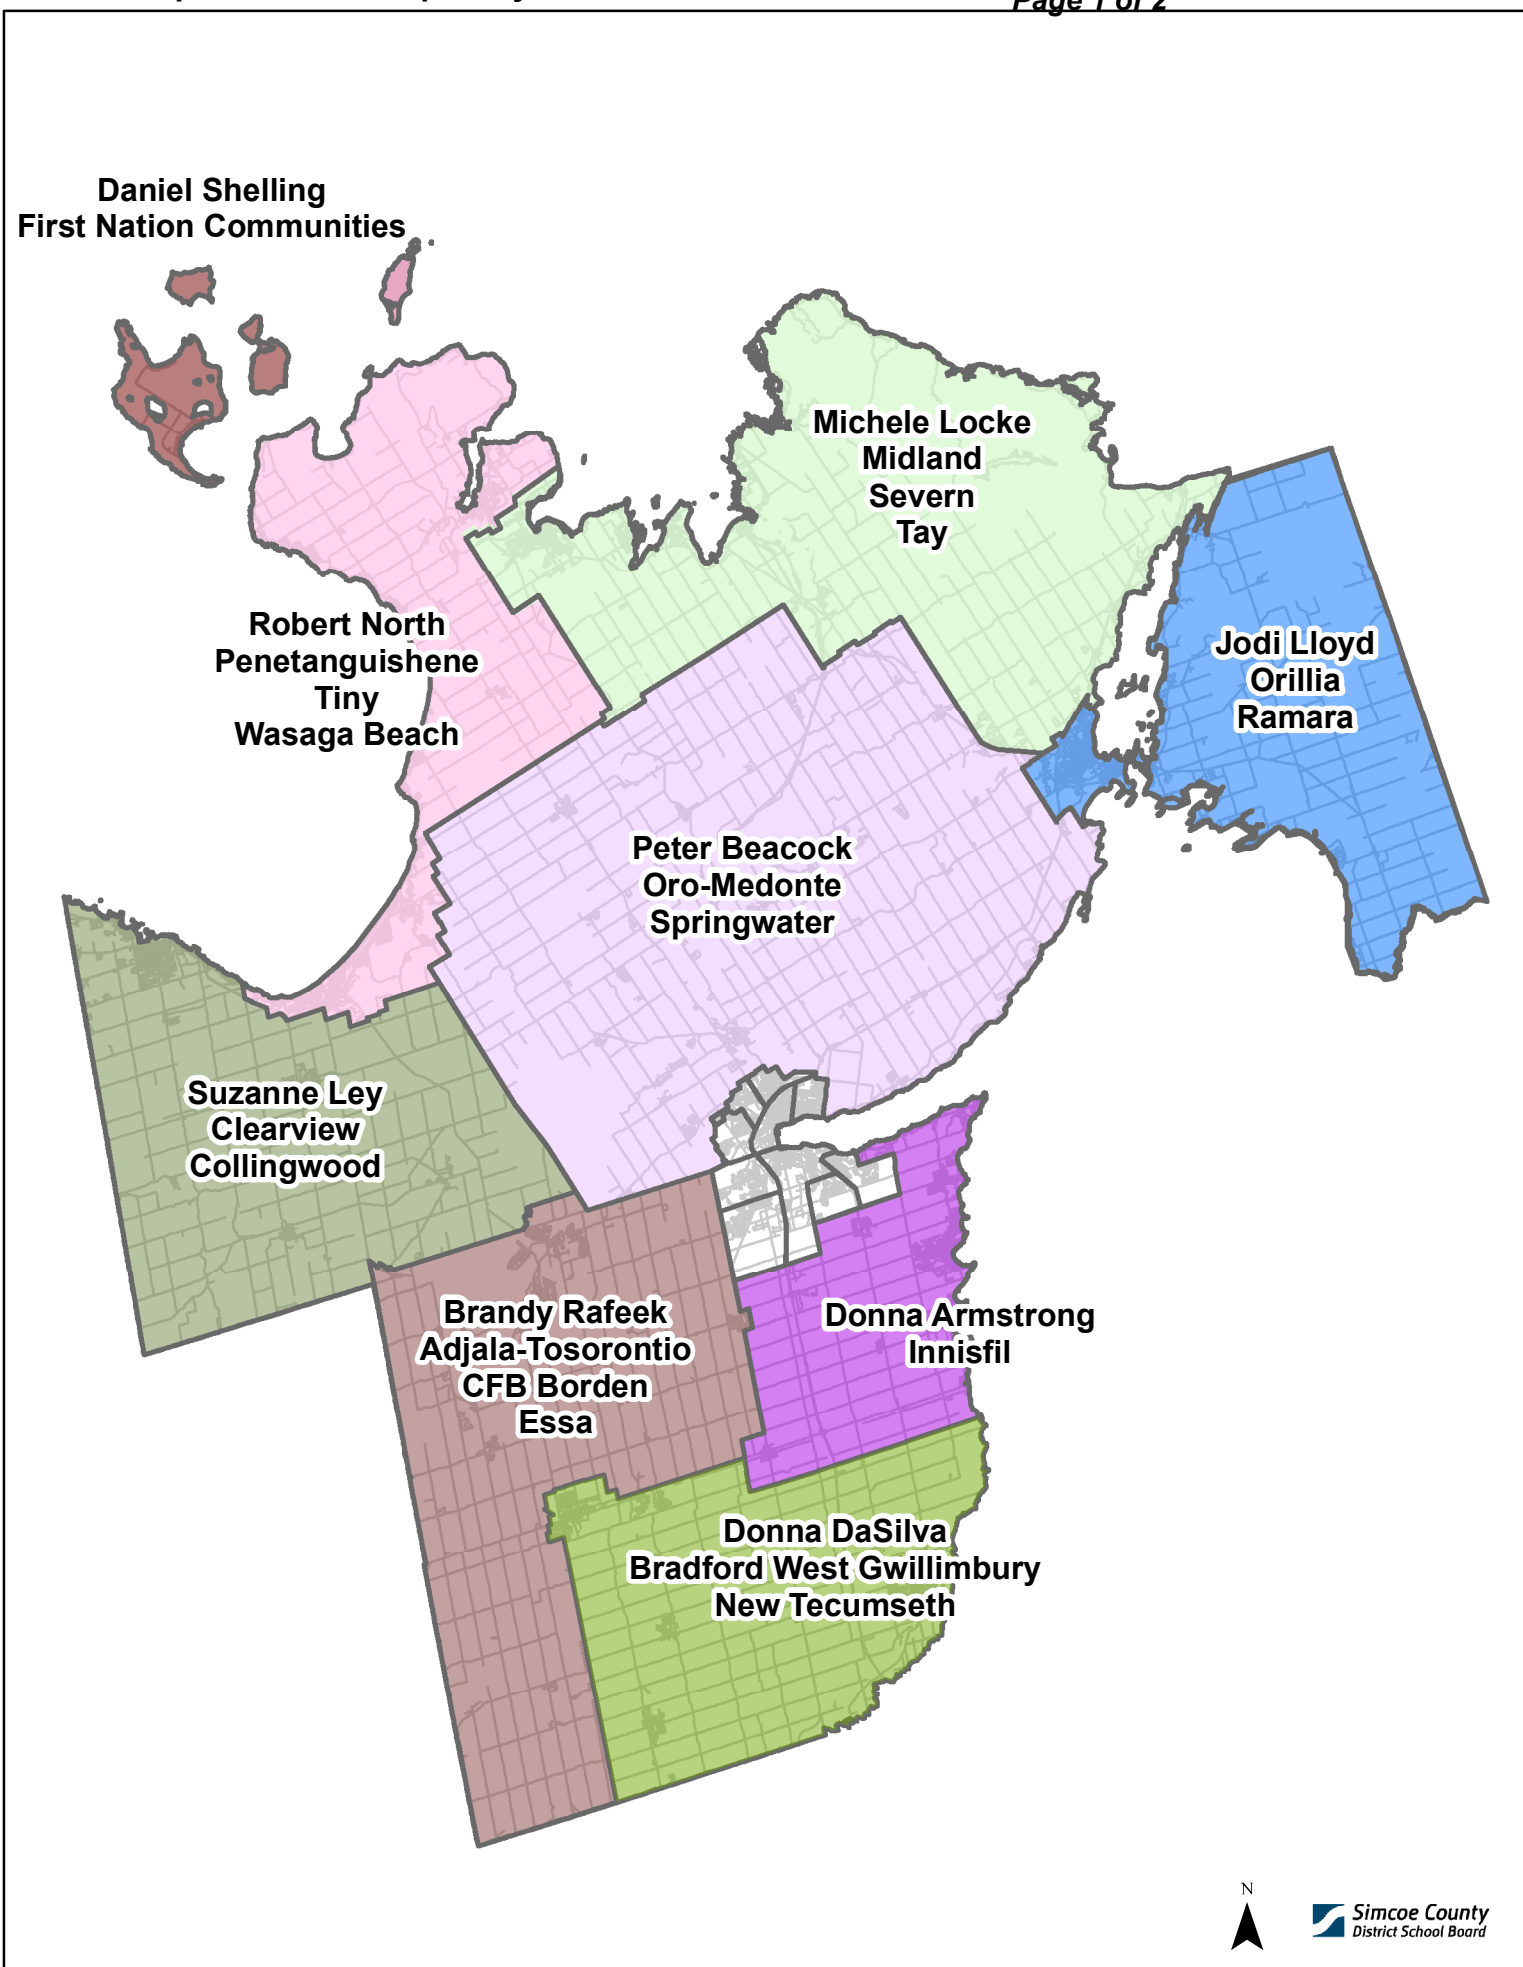 Page 1 of 2
Daniel Shelling
First Nation Communities
Michele Locke
Midland
Severn
Tay
Robert North
Penetanguishene
Tiny
Wasaga Beach
Jodi Lloyd
Orillia
Ramara
Peter Beacock
Oro-Medonte
Springwater
Suzanne Ley
Clearview
Collingwood
Brandy Rafeek
Adjala-Tosorontio
CFB Borden
Essa
Donna Armstrong
Innisfil
Donna DaSilva
Bradford West Gwillimbury
New Tecumseth
N
Simcoe County
District School Board